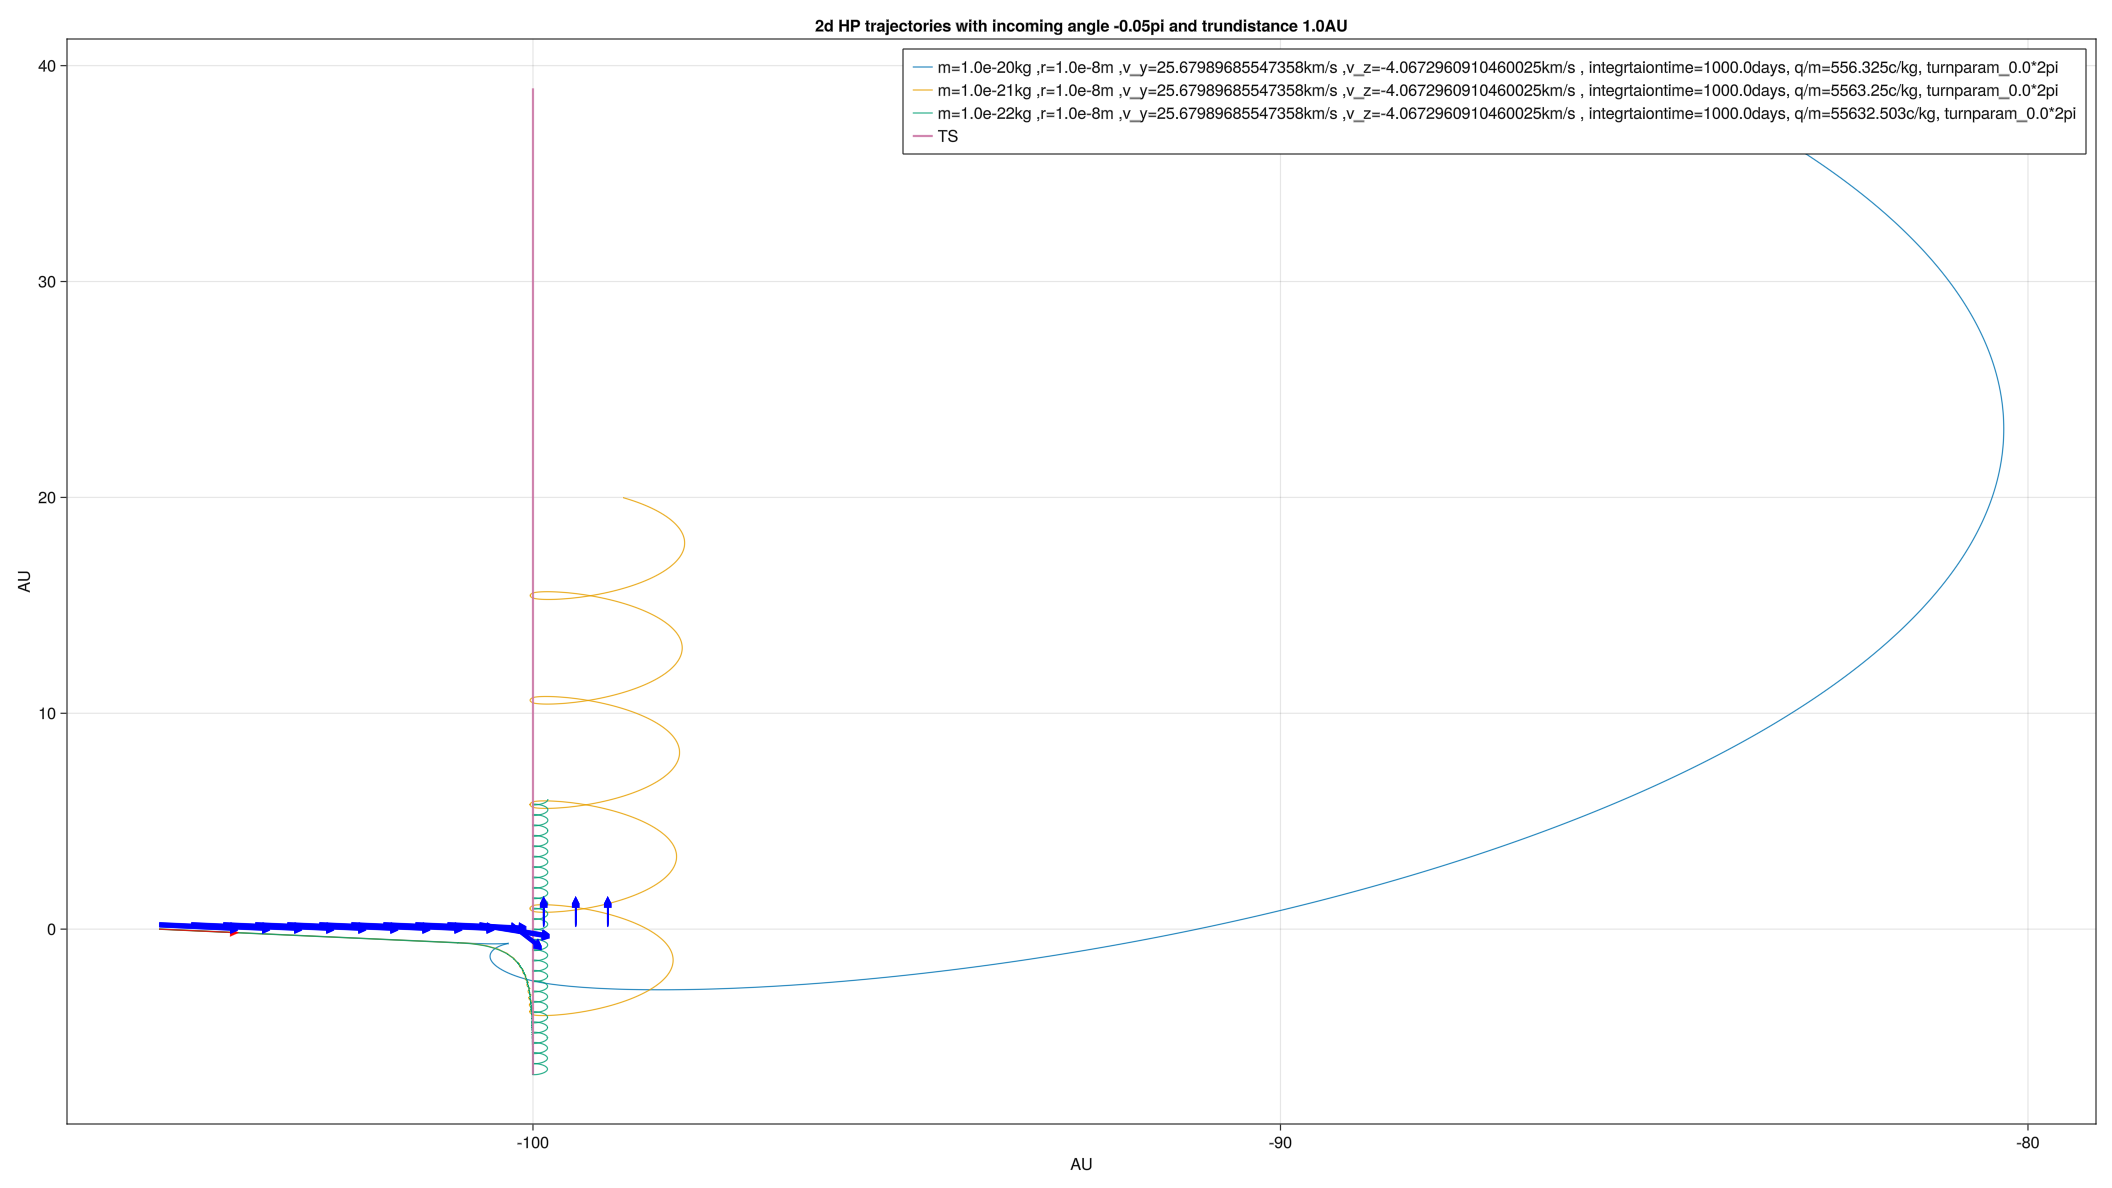 2d HP trajectories with incoming angle -0.05pi and trundistance 1.0AU
m=1.0e-20kg ,r=1.0e-8m ,v_y=25.67989685547358km/s ,v_z=-4.0672960910460025km/s , integrtaiontime=1000.0days, q/m=556.325c/kg, turnparam_0.0*2pi
m=1.0e-21kg ,r=1.0e-8m ,v_y=25.67989685547358km/s ,v_z=-4.0672960910460025km/s , integrtaiontime=1000.0days, q/m=5563.25c/kg, turnparam_0.0*2pi
m=1.0e-22kg ,r=1.0e-8m ,v_y=25.67989685547358km/s ,v_z=-4.0672960910460025km/s , integrtaiontime=1000.0days, q/m=55632.503c/kg, turnparam_0.0*2pi
TS
40
30
20
10
0
AU
-100
-90
-80
AU